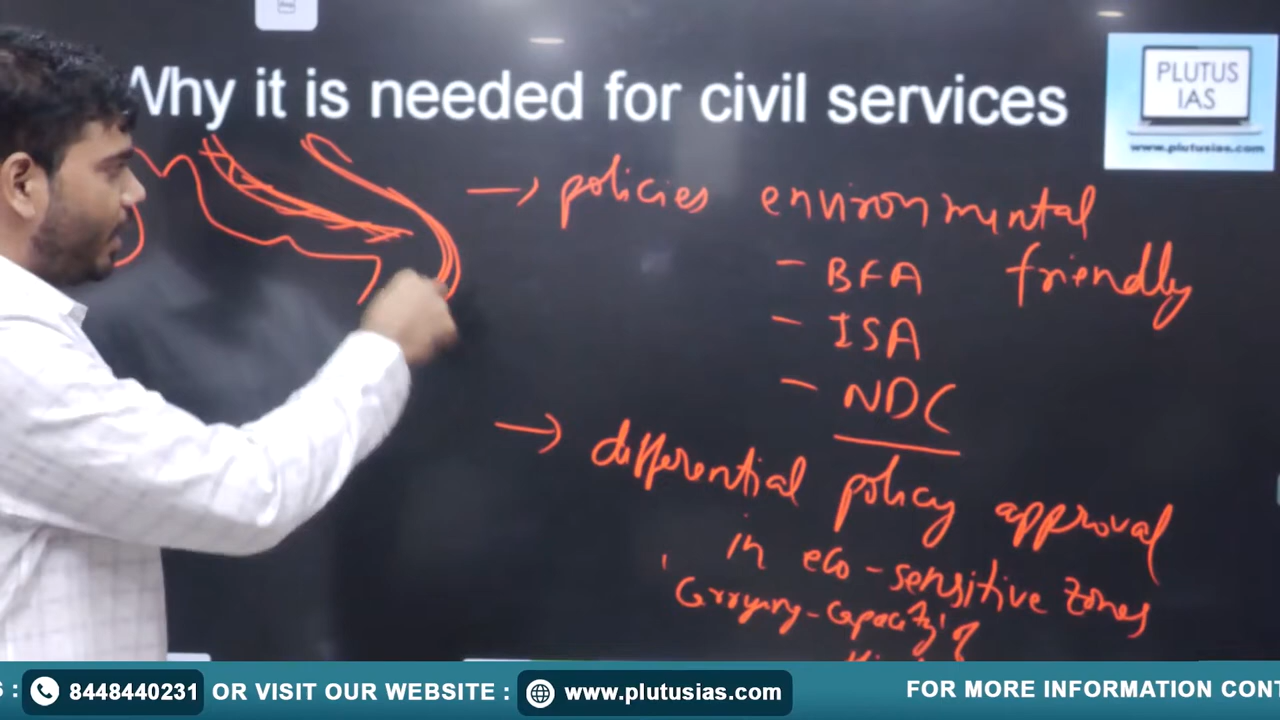 Why it is needed for civil services
PLUTUS
IAS
www.plutusias.com
→ policies environmental
friendly
- BFA
- ISA
- NDC
→ differential policy approval
in eco-sensitive zones
'Carrying-Capacity' of
8448440231 OR VISIT OUR WEBSITE : www.plutusias.com FOR MORE INFORMATION CONT